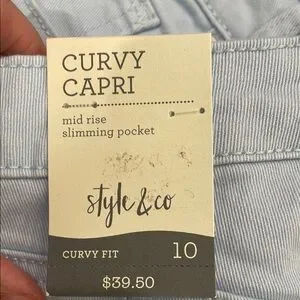 CURVY
CAPRI
mid rise
slimming pocket
style&co
CURVY FIT 10
$39.50